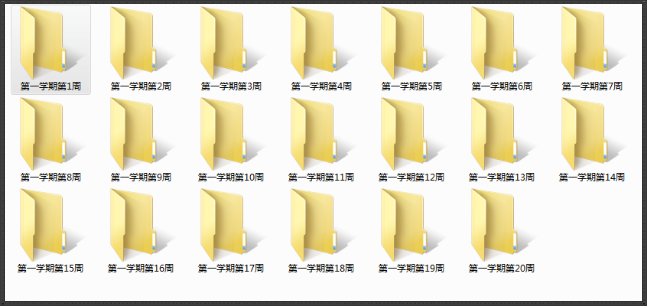 第一学期第1周
第一学期第2周
第一学期第3周
第一学期第4周
第一学期第5周
第一学期第6周
第一学期第7周
第一学期第8周
第一学期第9周
第一学期第10周
第一学期第11周
第一学期第12周
第一学期第13周
第一学期第14周
第一学期第15周
第一学期第16周
第一学期第17周
第一学期第18周
第一学期第19周
第一学期第20周